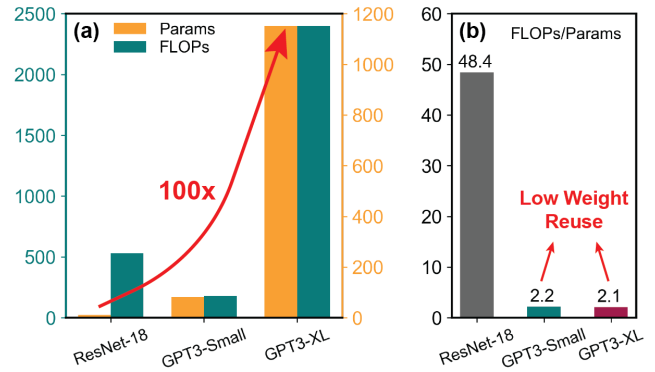 (a)
Params
FLOPs
2500
2000
1500
1000
500
0
1200
1000
800
600
400
200
0
100x
ResNet-18
GPT3-Small
GPT3-XL
(b)
FLOPs/Params
60
50
40
30
20
10
0
48.4
Low Weight
Reuse
2.2
2.1
ResNet-18
GPT3-Small
GPT3-XL